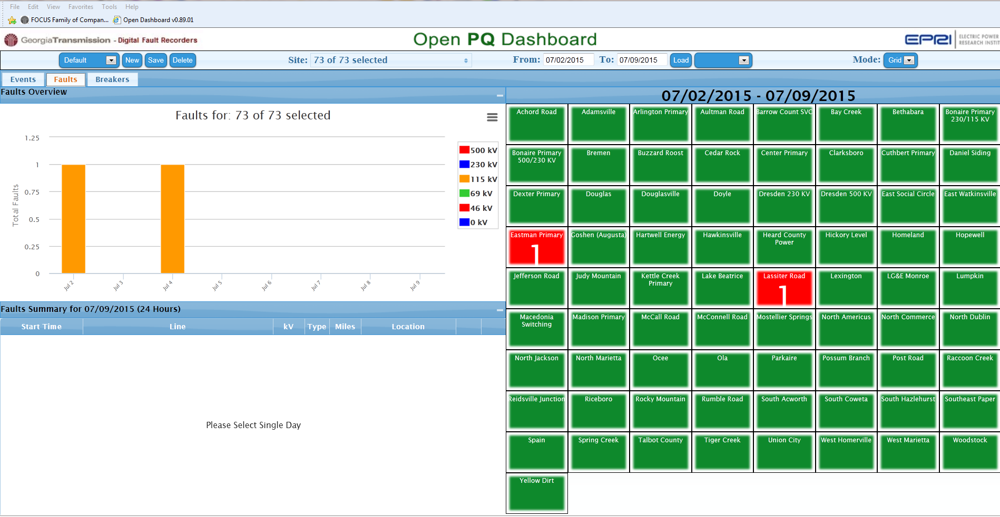 File Edit View Favorites Tools Help
FOCUS Family of Compan... Open Dashboard v0.89.01
GeorgiaTransmission - Digital Fault Recorders
Open PQ Dashboard
EPRI ELECTRIC POWER
RESEARCH INSTIT
Default New Save Delete Site: 73 of 73 selected From: 07/02/2015 To: 07/09/2015 Load Mode: Grid
Events Faults Breakers
Faults Overview
07/02/2015 - 07/09/2015
Faults for: 73 of 73 selected
Total Faults
1.25
1
0.75
0.5
0.25
0
Jul 2 Jul 3 Jul 4 Jul 5 Jul 6 Jul 7 Jul 8 Jul 9
500 kV
230 kV
115 kV
69 kV
46 kV
0 kV
Faults Summary for 07/09/2015 (24 Hours)
Start Time Line kV Type Miles Location
Please Select Single Day
Achord Road Adamsville Arlington Primary Aultman Road Barrow Count SVC Bay Creek Bethabara Bonaire Primary
230/115 KV
Bonaire Primary Bremen Buzzard Roost Cedar Rock Center Primary Clarksboro Cuthbert Primary Daniel Siding
500/230 KV
Dexter Primary Douglas Douglasville Doyle Dresden 230 KV Dresden 500 KV East Social Circle East Watkinsville
Eastman Primary Goshen (Augusta) Hartwell Energy Hawkinsville Heard County Hickory Level Homeland Hopewell
Power
1
Jefferson Road Judy Mountain Kettle Creek Lake Beatrice Lassiter Road Lexington LG&E Monroe Lumpkin
Primary
1
Macedonia Madison Primary McCall Road McConnell Road Mostellier Springs North Americus North Commerce North Dublin
Switching
North Jackson North Marietta Ocee Ola Parkaire Possum Branch Post Road Raccoon Creek
Reidsville Junction Riceboro Rocky Mountain Rumble Road South Acworth South Coweta South Hazlehurst Southeast Paper
Spain Spring Creek Talbot County Tiger Creek Union City West Homerville West Marietta Woodstock
Yellow Dirt